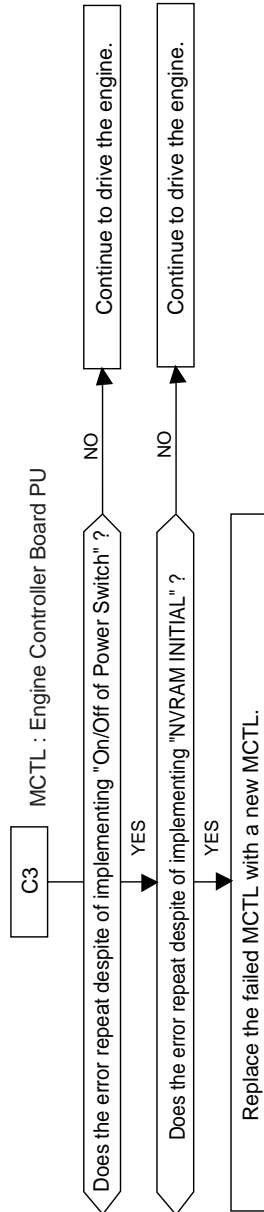 C3
MCTL : Engine Controller Board PU
Does the error repeat despite of implementing "On/Off of Power Switch" ?
NO
Continue to drive the engine.
YES
Does the error repeat despite of implementing "NVRAM INITIAL" ?
NO
Continue to drive the engine.
YES
Replace the failed MCTL with a new MCTL.